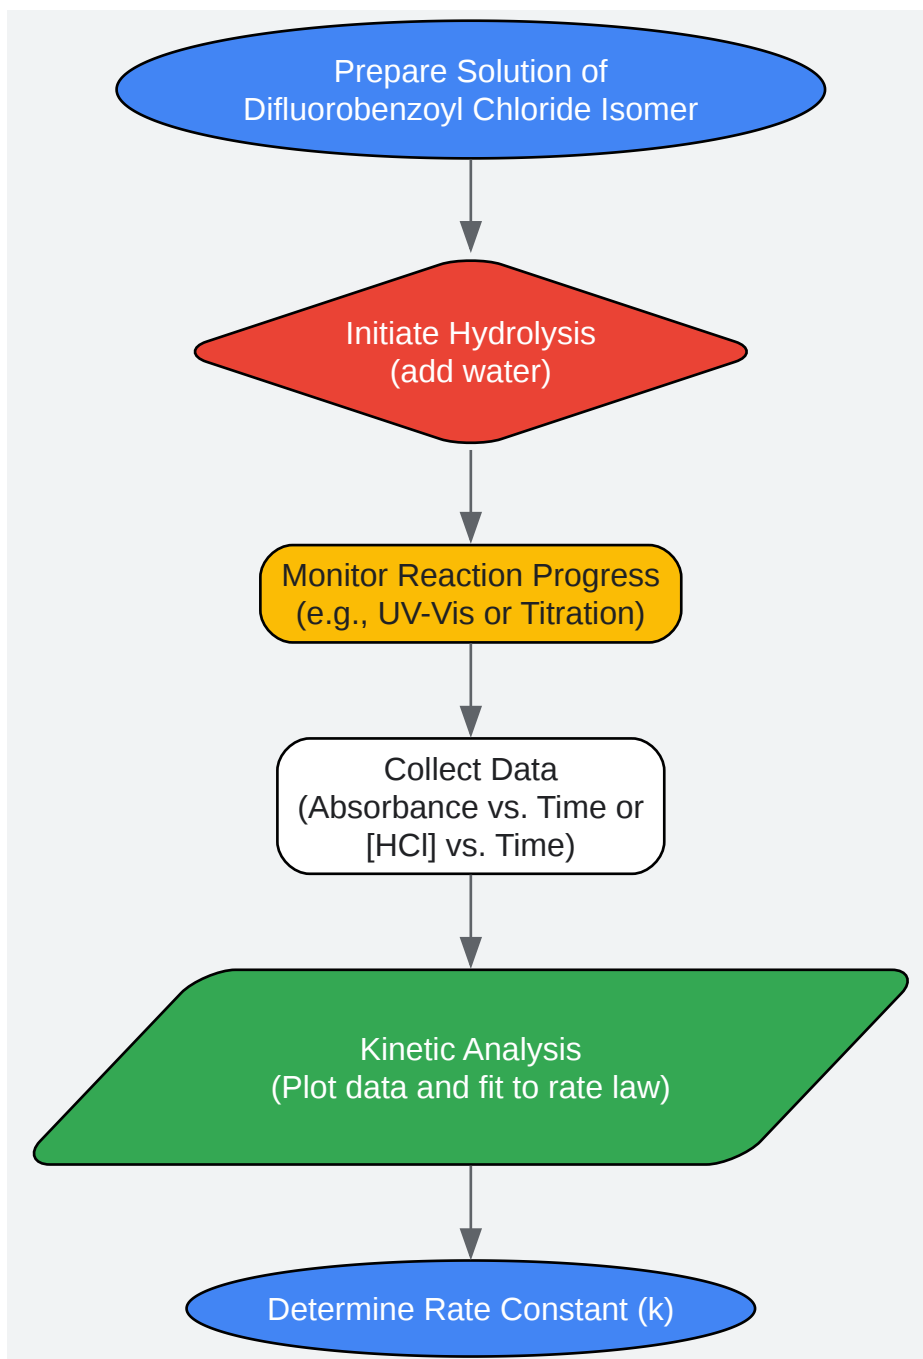 Prepare Solution of
Difluorobenzoyl Chloride Isomer
Initiate Hydrolysis
(add water)
Monitor Reaction Progress
(e.g., UV-Vis or Titration)
Collect Data
(Absorbance vs. Time or
[HCl] vs. Time)
Kinetic Analysis
(Plot data and fit to rate law)
Determine Rate Constant (k)